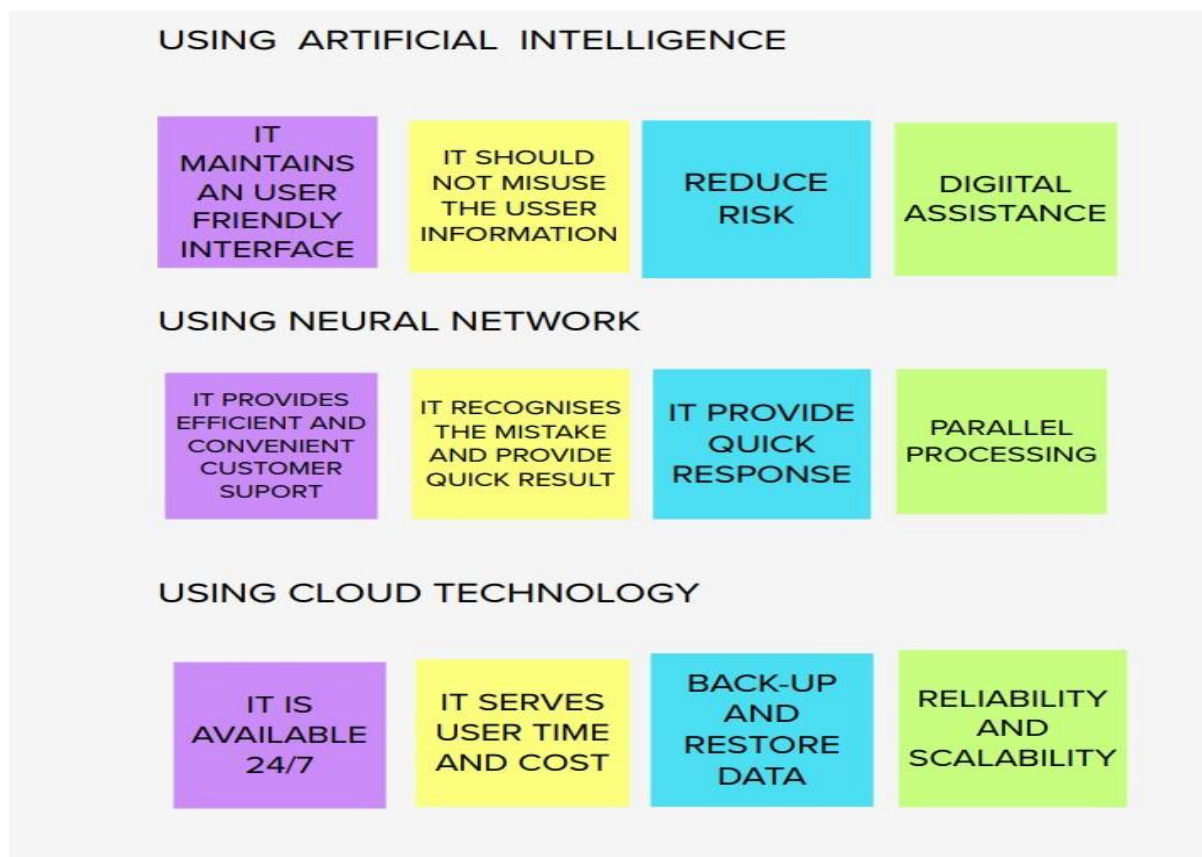 USING ARTIFICIAL INTELLIGENCE
IT
MAINTAINS
AN USER
FRIENDLY
INTERFACE
IT SHOULD
NOT MISUSE
THE USSER
INFORMATION
REDUCE
RISK
DIGIITAL
ASSISTANCE
USING NEURAL NETWORK
IT PROVIDES
EFFICIENT AND
CONVENIENT
CUSTOMER
SUPORT
IT RECOGNISES
THE MISTAKE
AND PROVIDE
QUICK RESULT
IT PROVIDE
QUICK
RESPONSE
PARALLEL
PROCESSING
USING CLOUD TECHNOLOGY
IT IS
AVAILABLE
24/7
IT SERVES
USER TIME
AND COST
BACK-UP
AND
RESTORE
DATA
RELIABILITY
AND
SCALABILITY